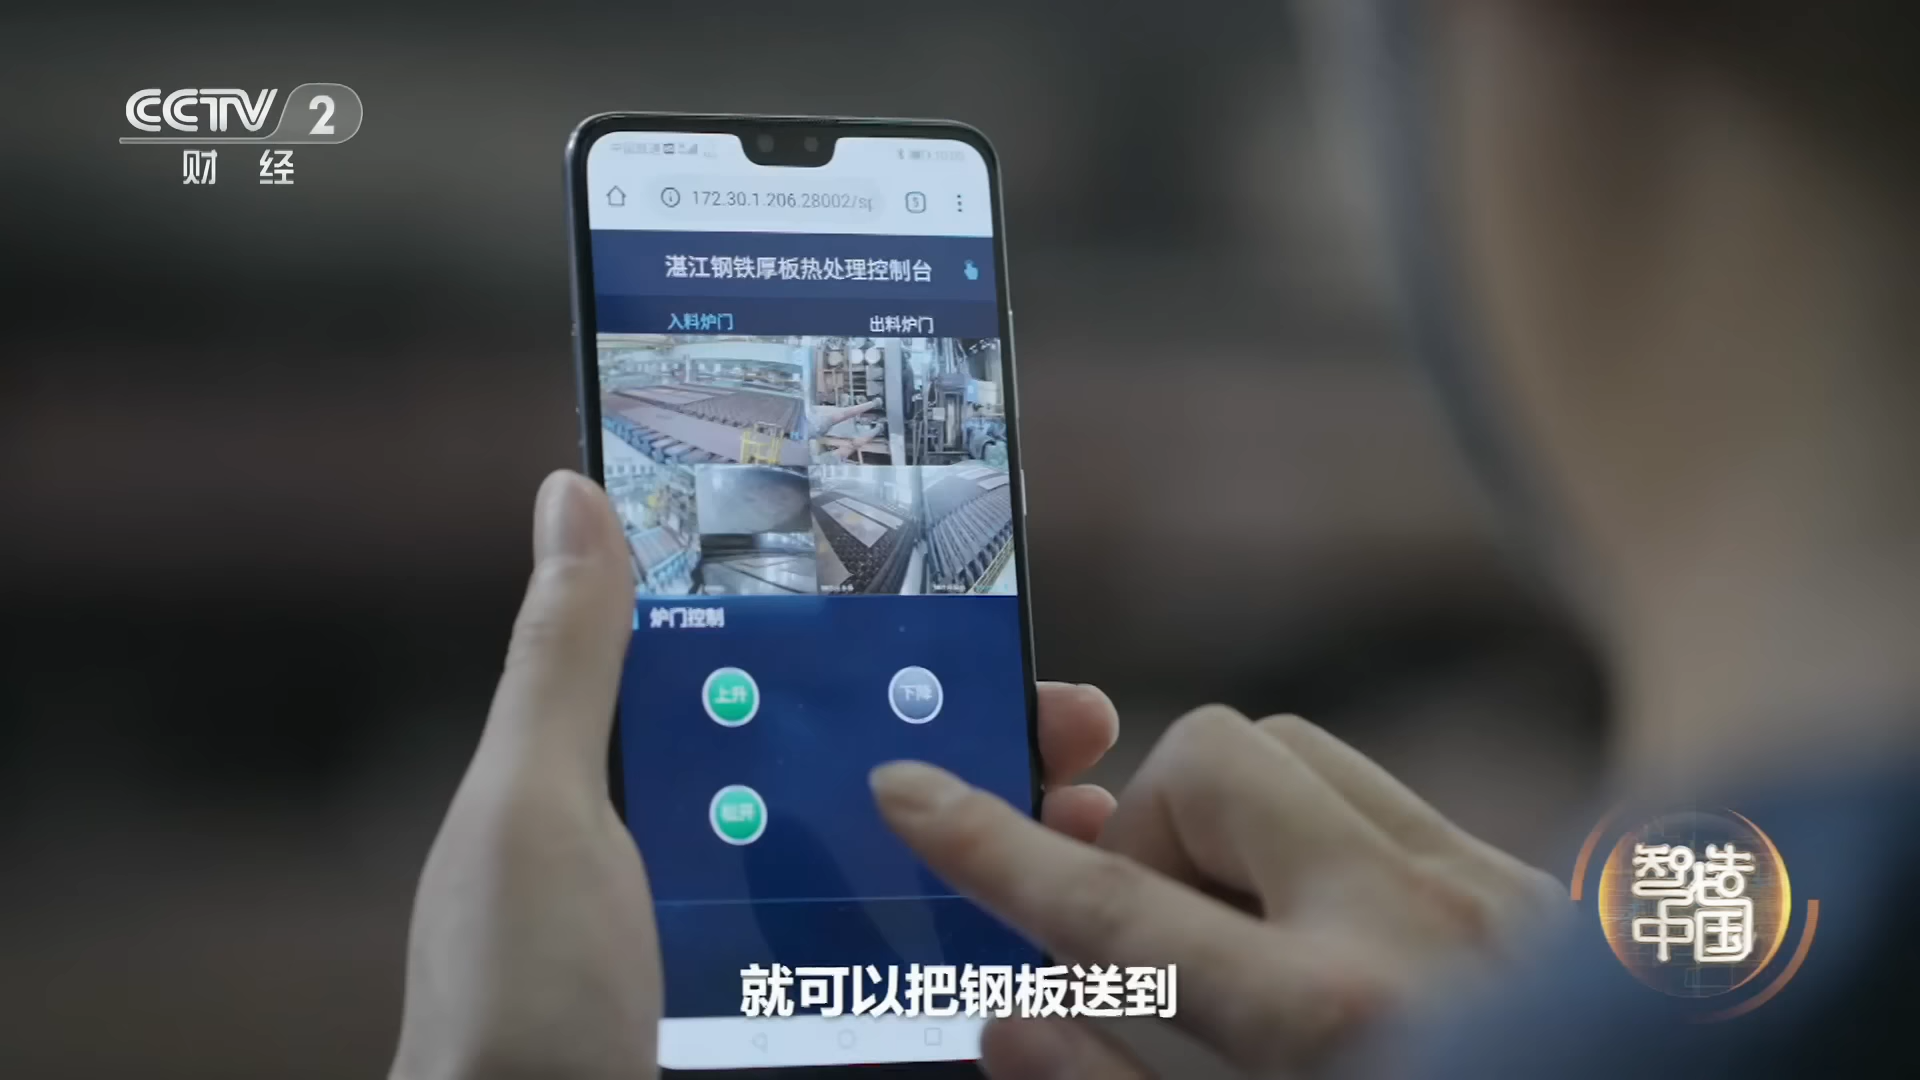 CCTV 2
财 经
172.30.1.206.28002/sp
湛江钢铁厚板热处理控制台
入料炉门
出料炉门
炉门控制
上升
下降
松开
智造
中国
就可以把钢板送到